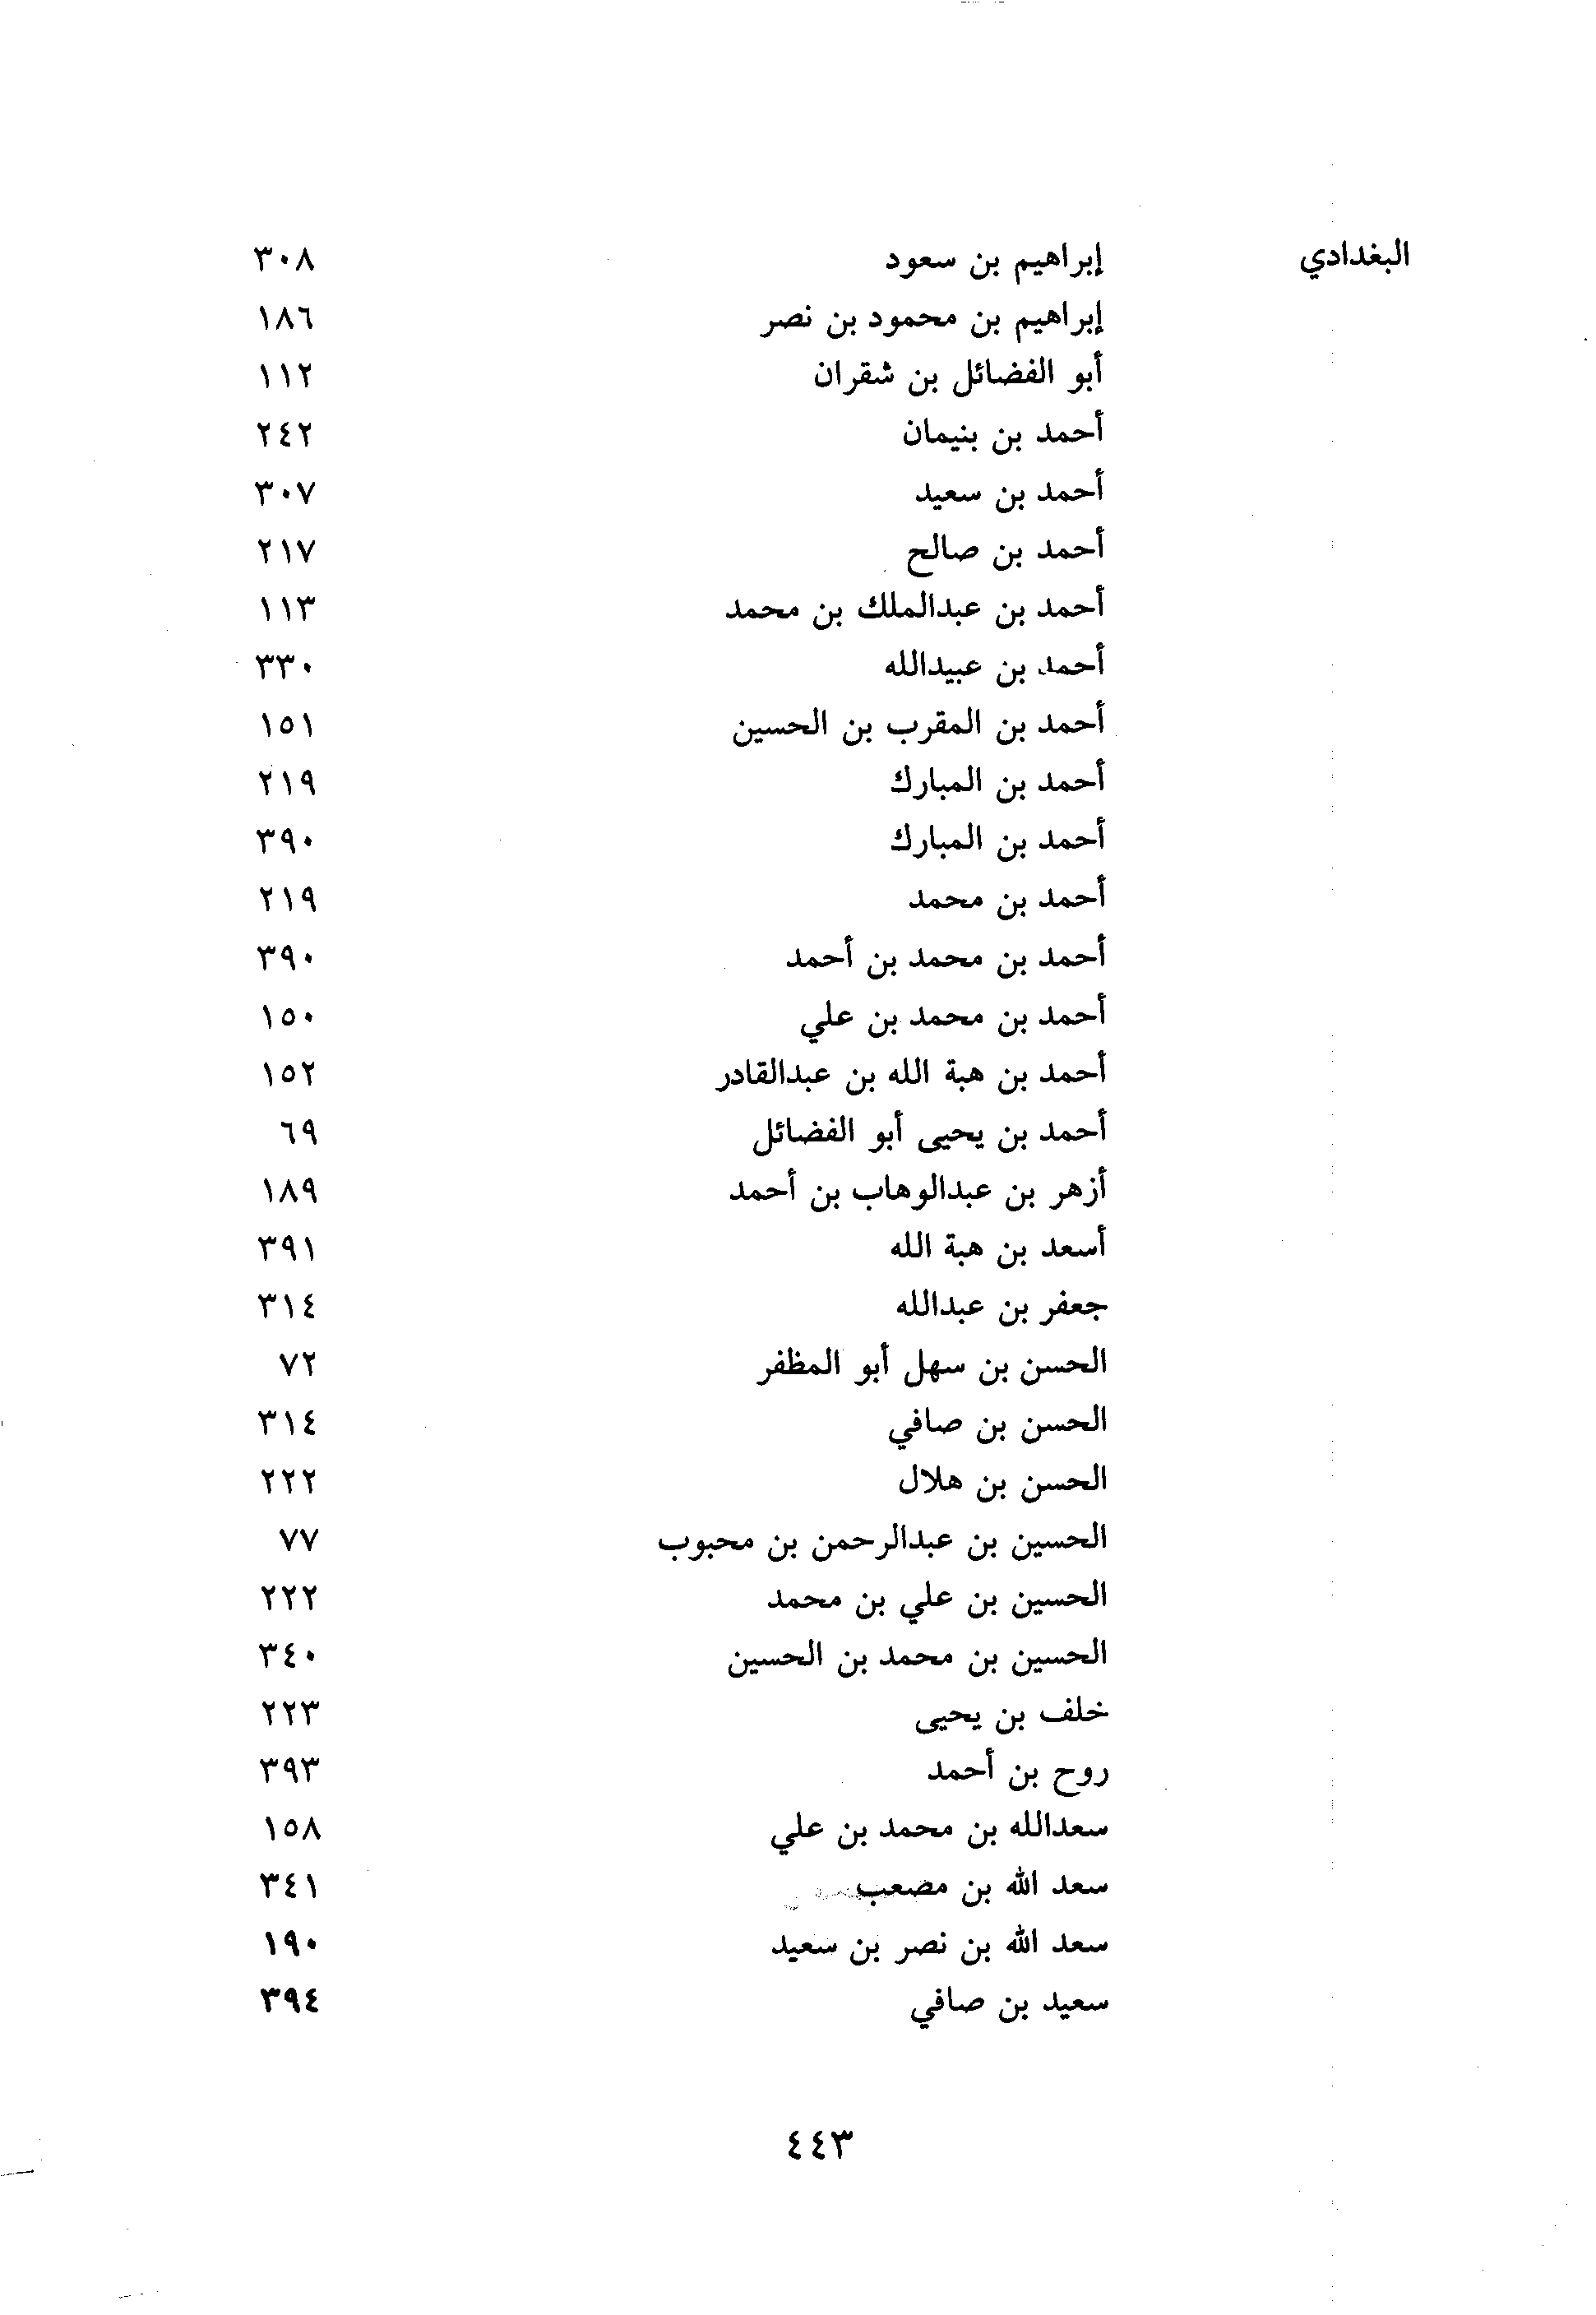 البغدادي إبراهيم بن سعود ٣٠٨
إبراهيم بن محمود بن نصر ١٨٦
أبو الفضائل بن شقران ١١٢
أحمد بن بنيمان ٢٤٢
أحمد بن سعيد ٣٠٧
أحمد بن صالح ٢١٧
أحمد بن عبدالملك بن محمد ١١٣
أحمد بن عبيدالله ٣٣٠
أحمد بن المقرب بن الحسين ١٥١
أحمد بن المبارك ٢١٩
أحمد بن المبارك ٣٩٠
أحمد بن محمد ٢١٩
أحمد بن محمد بن أحمد ٣٩٠
أحمد بن محمد بن علي ١٥٠
أحمد بن هبة الله بن عبدالقادر ١٥٢
أحمد بن يحيى أبو الفضائل ٦٩
أزهر بن عبدالوهاب بن أحمد ١٨٩
أسعد بن هبة الله ٣٩١
جعفر بن عبدالله ٣١٤
الحسن بن سهل أبو المظفر ٧٢
الحسن بن صافي ٣١٤
الحسن بن هلال ٢٢٢
الحسين بن عبدالرحمن بن محبوب ٧٧
الحسين بن علي بن محمد ٢٢٢
الحسين بن محمد بن الحسين ٣٤٠
خلف بن يحيى ٢٢٣
روح بن أحمد ٣٩٣
سعدالله بن محمد بن علي ١٥٨
سعد الله بن مصعب ٣٤١
سعد الله بن نصر بن سعيد ١٩٠
سعيد بن صافي ٣٩٤
٤٤٣